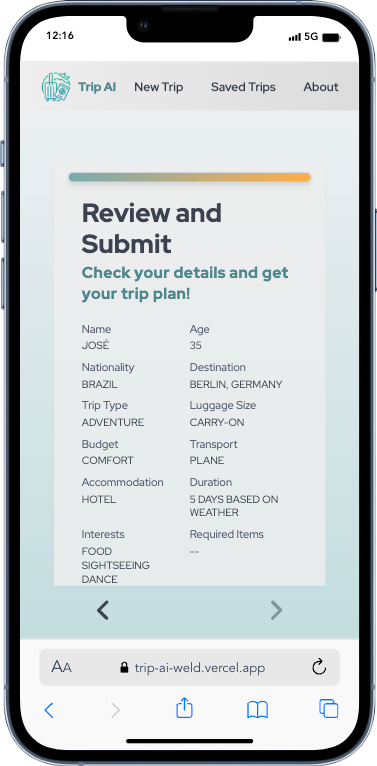 12:16
5G
Trip AI New Trip Saved Trips About
Review and
Submit
Check your details and get
your trip plan!
Name Age
JOSÉ 35
Nationality Destination
BRAZIL BERLIN, GERMANY
Trip Type Luggage Size
ADVENTURE CARRY-ON
Budget Transport
COMFORT PLANE
Accommodation Duration
HOTEL 5 DAYS BASED ON
WEATHER
Interests Required Items
FOOD --
SIGHTSEEING
DANCE
AA trip-ai-weld.vercel.app